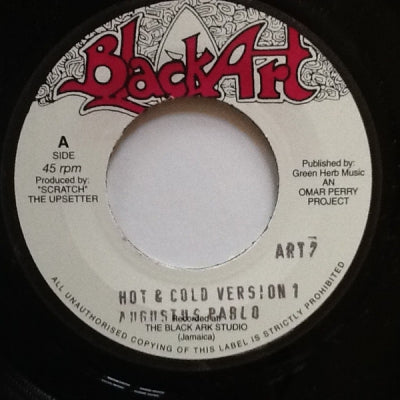 BlackArt
A
SIDE
45 rpm
Produced by:
"SCRATCH"
THE UPSETTER
Published by:
Green Herb Music
AN
OMAR PERRY
PROJECT
ART 7
HOT & COLD VERSION 1
AUGUSTUS PABLO
Recorded at
THE BLACK ARK STUDIO
(Jamaica)
ALL UNAUTHORISED COPYING OF THIS LABEL IS STRICTLY PROHIBITED